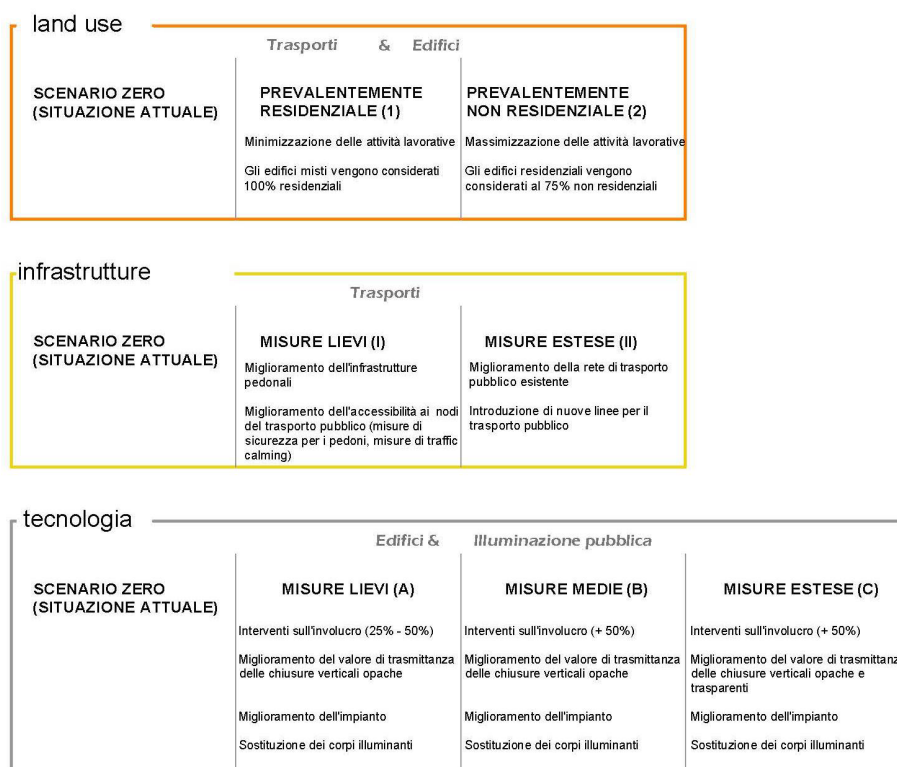 land use
Trasporti & Edifici
SCENARIO ZERO
(SITUAZIONE ATTUALE)
PREVALENTEMENTE
RESIDENZIALE (1)
Minimizzazione delle attività lavorative
Gli edifici misti vengono considerati
100% residenziali
PREVALENTEMENTE
NON RESIDENZIALE (2)
Massimizzazione delle attività lavorative
Gli edifici residenziali vengono
considerati al 75% non residenziali
infrastrutture
Trasporti
SCENARIO ZERO
(SITUAZIONE ATTUALE)
MISURE LIEVI (I)
Miglioramento dell'infrastrutture
pedonali
Miglioramento dell'accessibilità ai nodi
del trasporto pubblico (misure di
sicurezza per i pedoni, misure di traffic
calming)
MISURE ESTESE (II)
Miglioramento della rete di trasporto
pubblico esistente
Introduzione di nuove linee per il
trasporto pubblico
tecnologia
Edifici & Illuminazione pubblica
SCENARIO ZERO
(SITUAZIONE ATTUALE)
MISURE LIEVI (A)
Interventi sull'involucro (25% - 50%)
Miglioramento del valore di trasmittanza
delle chiusure verticali opache
Miglioramento dell'impianto
Sostituzione dei corpi illuminanti
MISURE MEDIE (B)
Interventi sull'involucro (+ 50%)
Miglioramento del valore di trasmittanza
delle chiusure verticali opache
Miglioramento dell'impianto
Sostituzione dei corpi illuminanti
MISURE ESTESE (C)
Interventi sull'involucro (+ 50%)
Miglioramento del valore di trasmittanz
delle chiusure verticali opache e
trasparenti
Miglioramento dell'impianto
Sostituzione dei corpi illuminanti